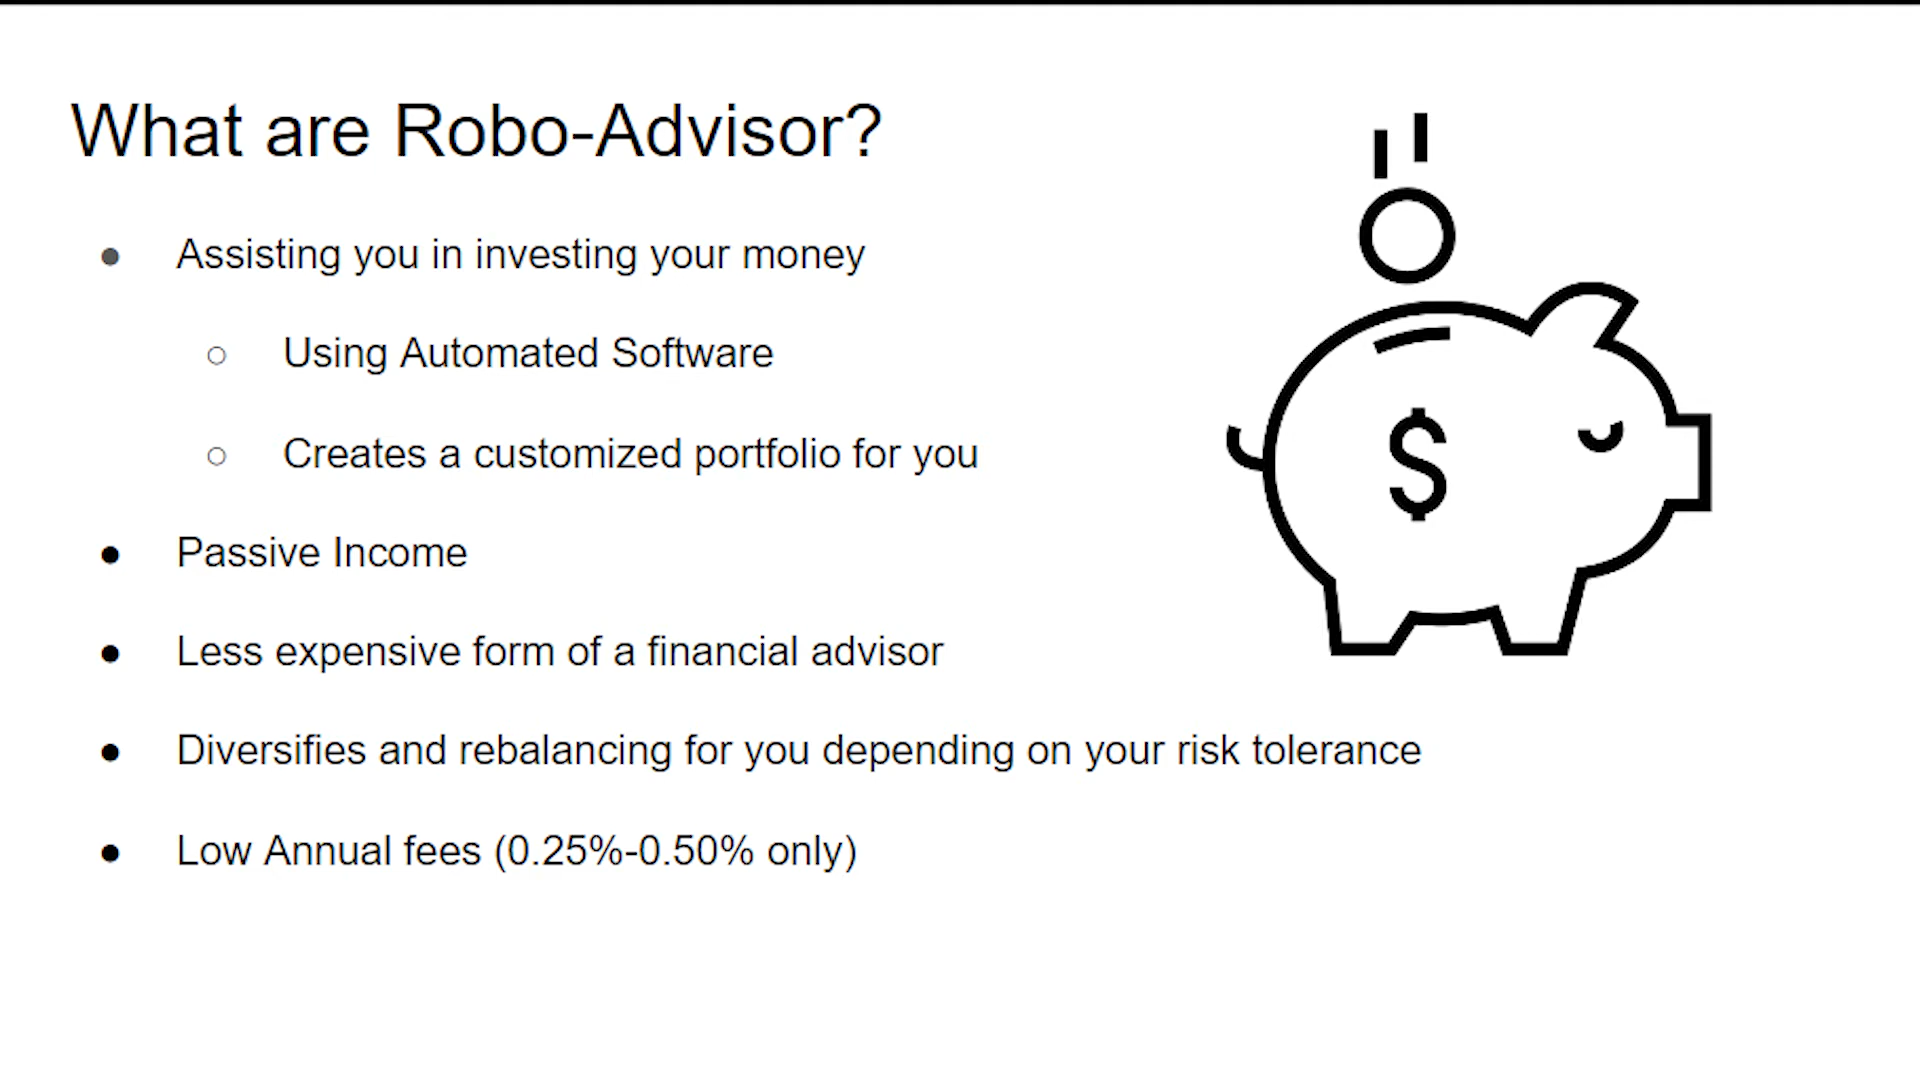 What are Robo-Advisor?
● Assisting you in investing your money
○ Using Automated Software
○ Creates a customized portfolio for you
● Passive Income
● Less expensive form of a financial advisor
● Diversifies and rebalancing for you depending on your risk tolerance
● Low Annual fees (0.25%-0.50% only)
$